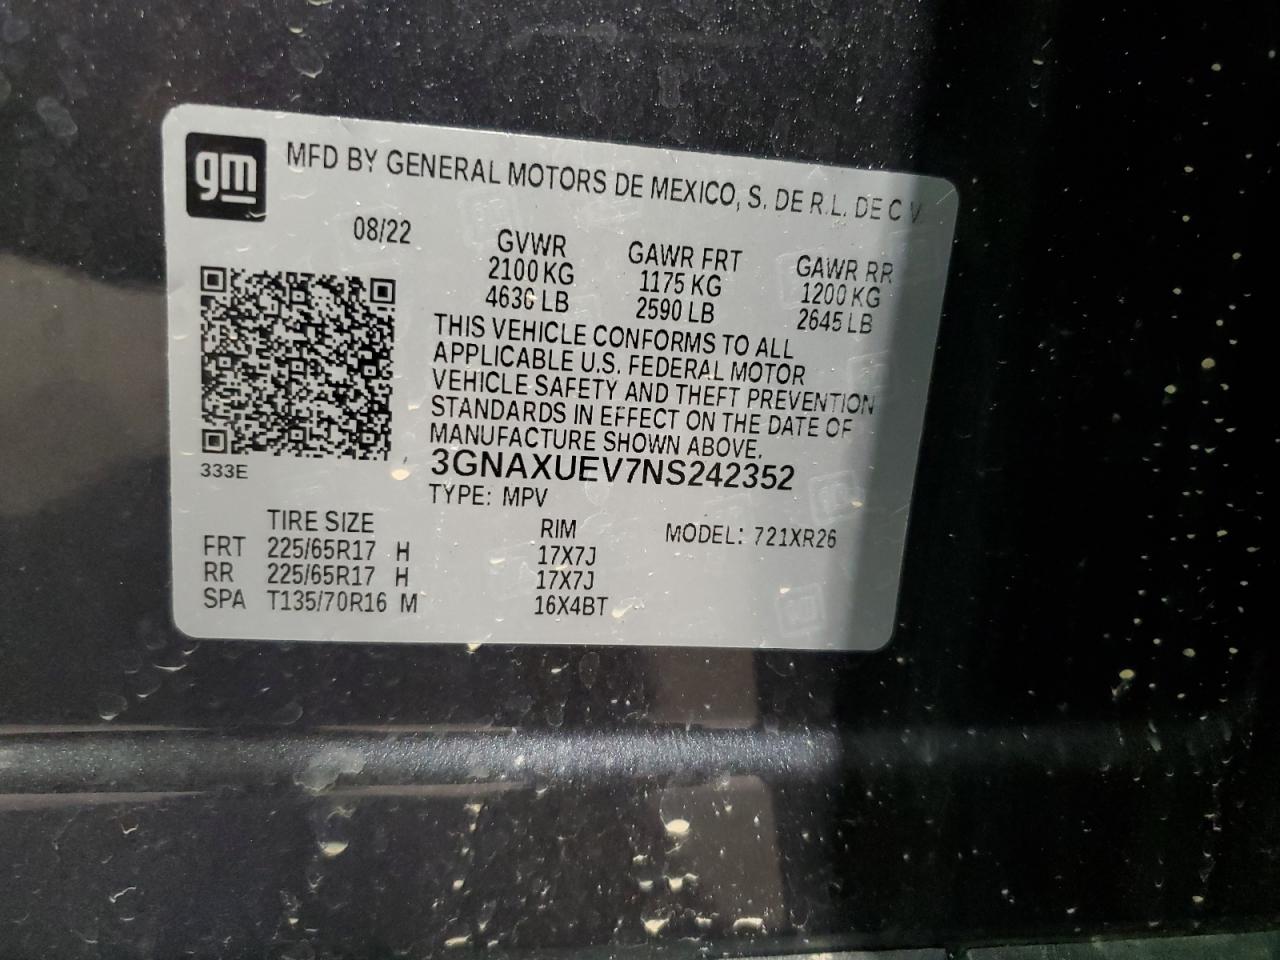 gm
MFD BY GENERAL MOTORS DE MEXICO, S. DE R.L. DE C V
08/22
GVWR GAWR FRT GAWR RR
2100 KG 1175 KG 1200 KG
4630 LB 2590 LB 2645 LB
THIS VEHICLE CONFORMS TO ALL
APPLICABLE U.S. FEDERAL MOTOR
VEHICLE SAFETY AND THEFT PREVENTION
STANDARDS IN EFFECT ON THE DATE OF
MANUFACTURE SHOWN ABOVE.
333E
3GNAXUEV7NS242352
TYPE: MPV
TIRE SIZE RIM MODEL: 721XR26
FRT 225/65R17 H 17X7J
RR 225/65R17 H 17X7J
SPA T135/70R16 M 16X4BT